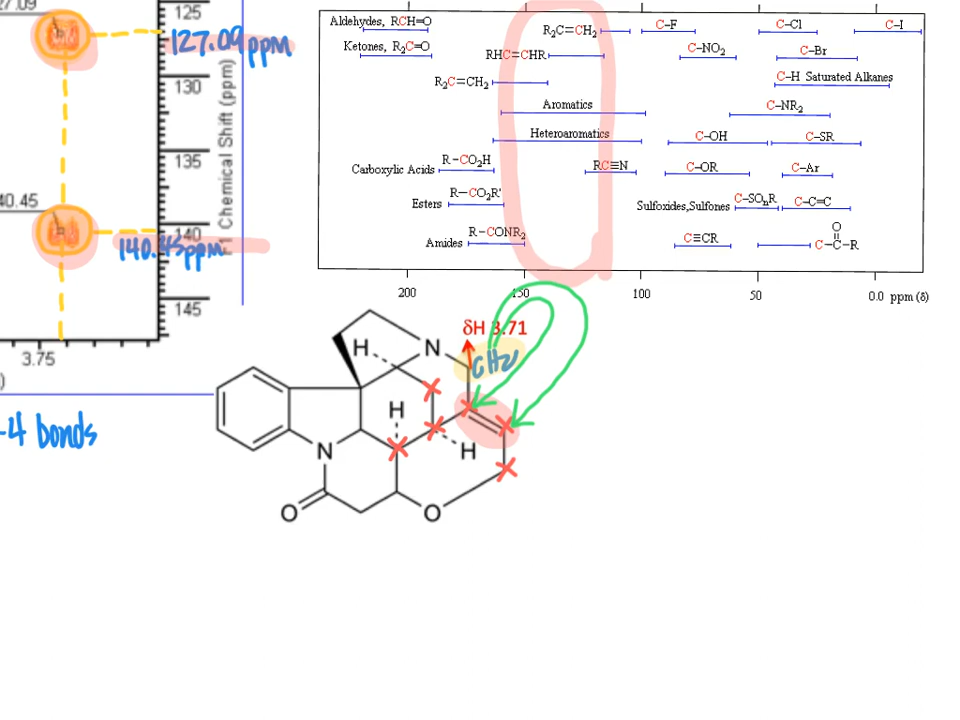 27.09
125
127.09 ppm
130
135
40.45
140
140.45 ppm
145
F1 Chemical Shift (ppm)
3.75
)
-4 bonds
Aldehydes, RCH=O
R₂C=CH₂
C–F
C–Cl
C–I
Ketones, R₂C=O
RHC=CHR
C–NO₂
C–Br
R₂C=CH₂
C–H Saturated Alkanes
Aromatics
C–NR₂
Heteroaromatics
C–OH
C–SR
R–CO₂H
Carboxylic Acids
RC≡N
C–OR
C–Ar
R–CO₂R'
Esters
Sulfoxides,Sulfones
C–SOₙR
C–C=C
R–CONR₂
Amides
C≡CR
O
C–C–R
200
150
100
50
0.0 ppm (δ)
δH 3.71
H
N
CH2
H
H
N
O
O